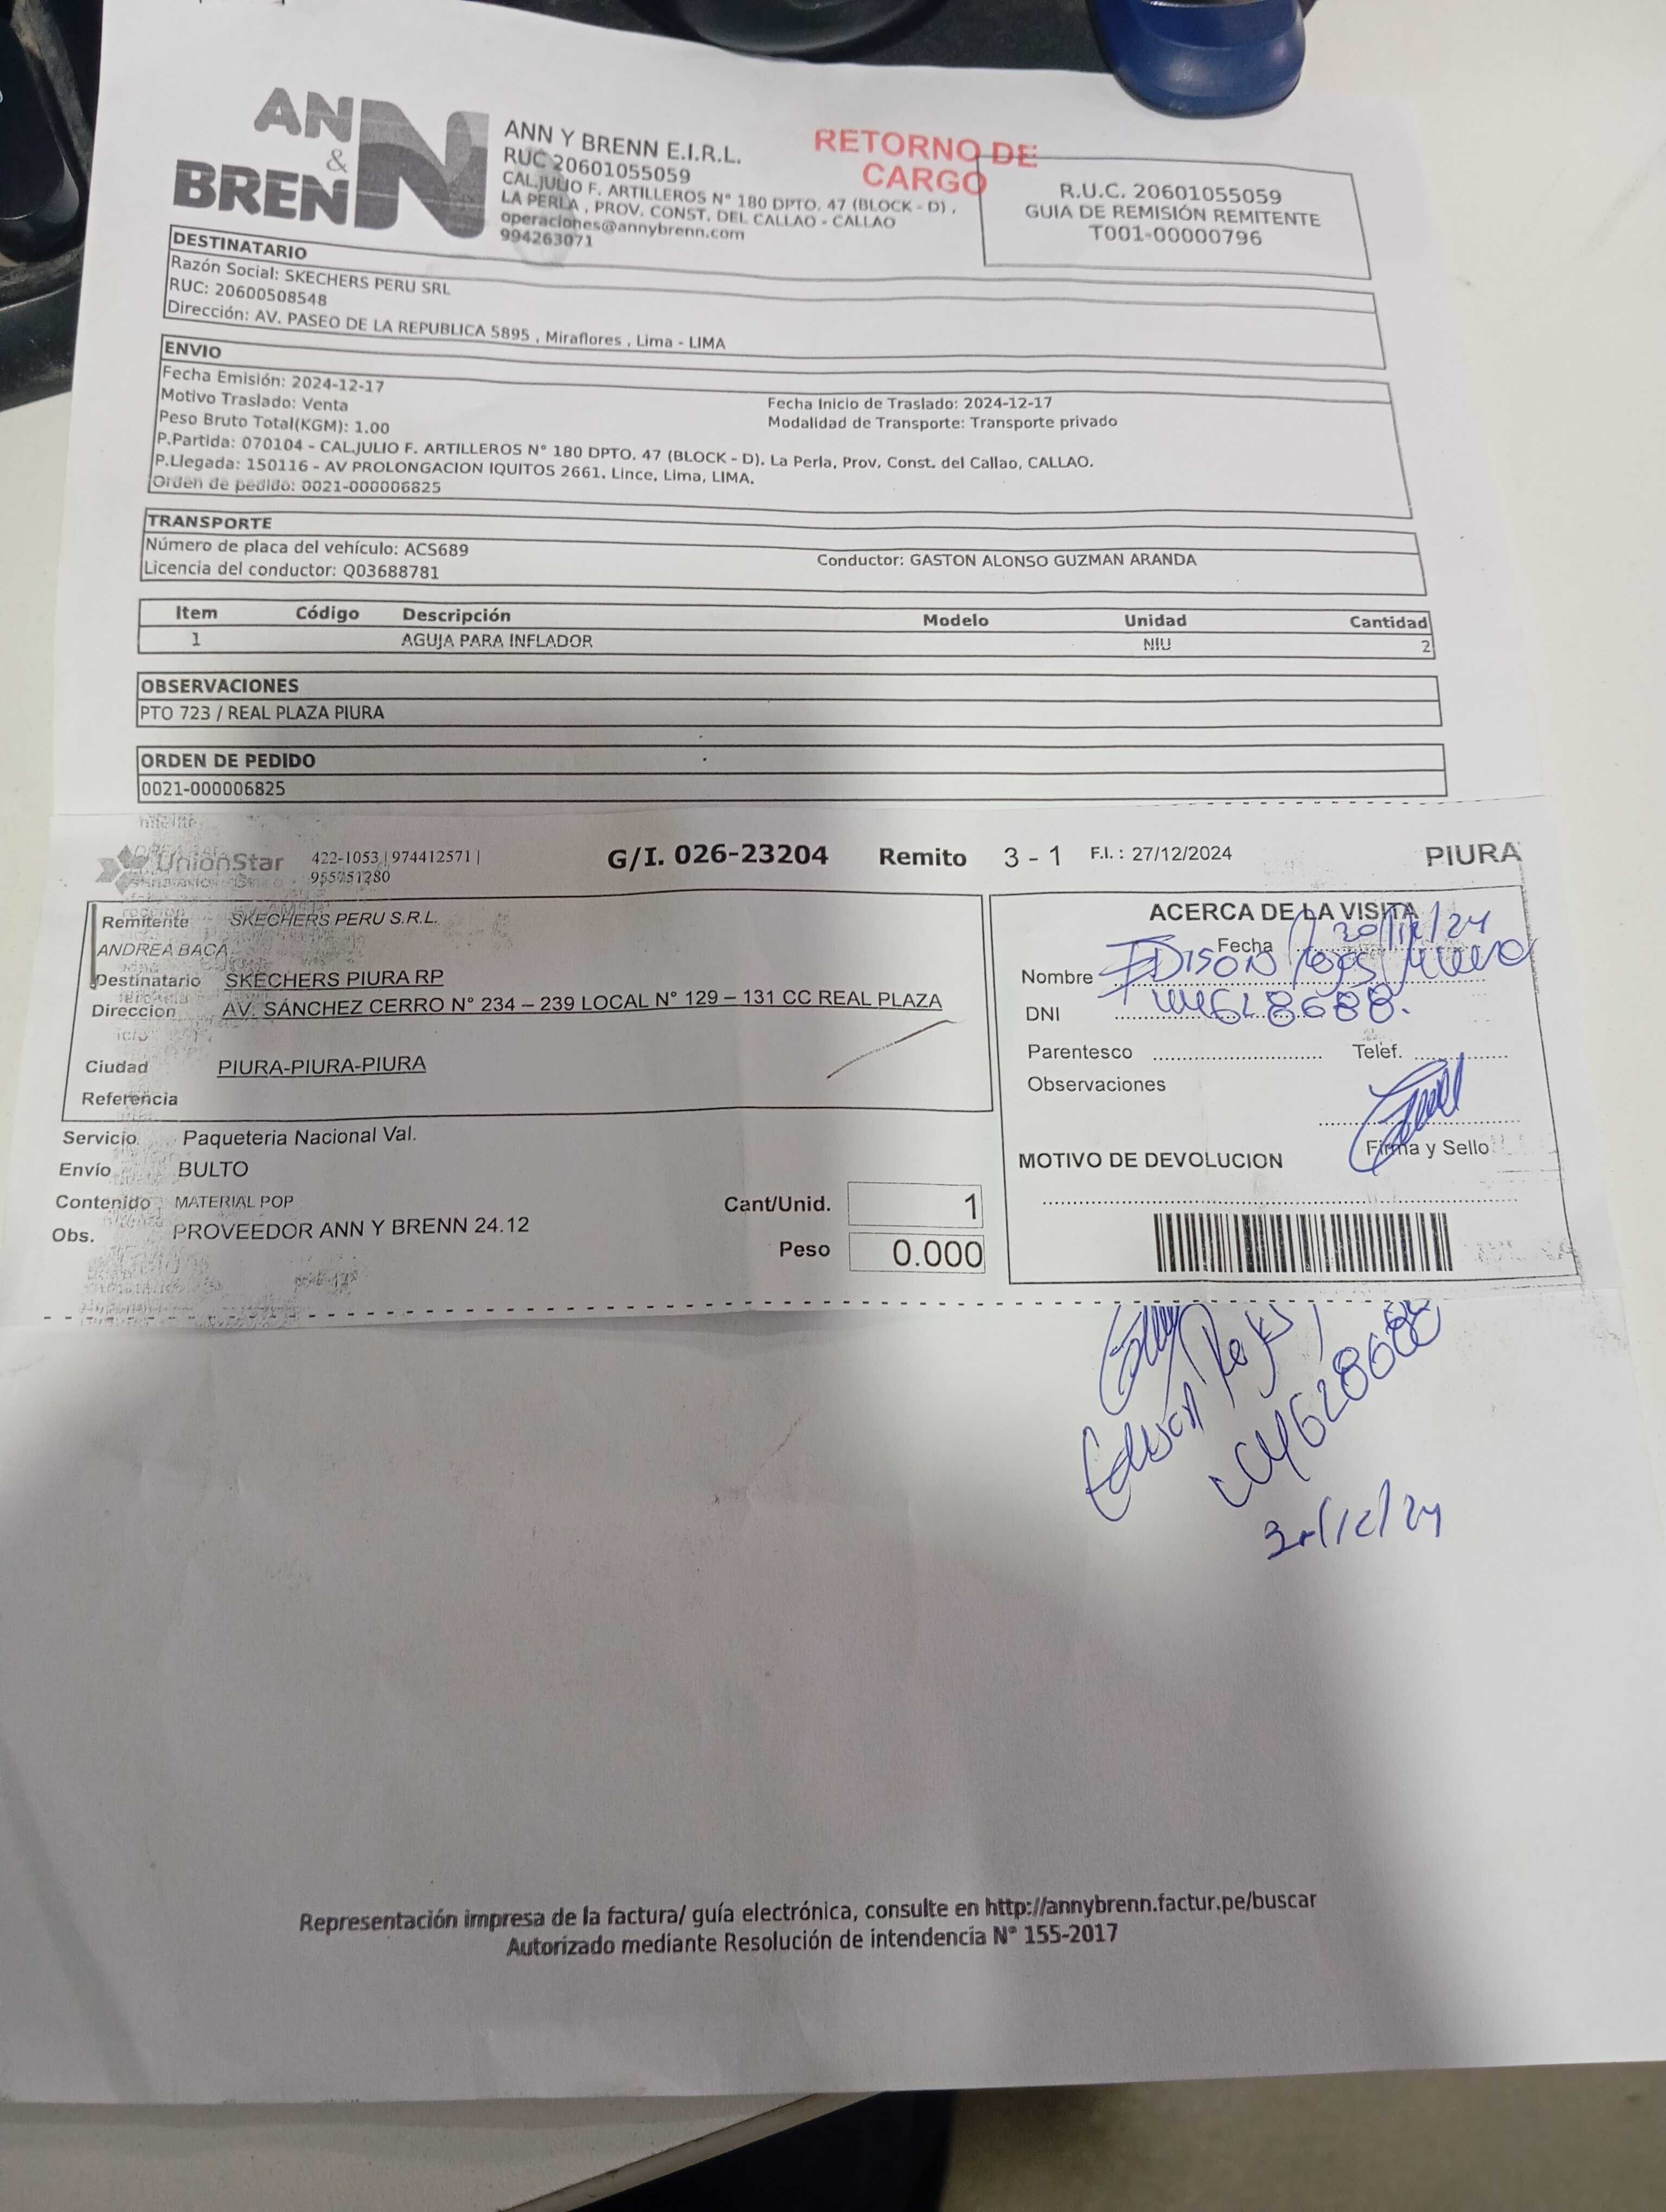 AN
&
BREN N
ANN Y BRENN E.I.R.L.
RUC 20601055059
CAL.JULIO F. ARTILLEROS N° 180 DPTO. 47 (BLOCK - D) ,
LA PERLA , PROV. CONST. DEL CALLAO - CALLAO
operaciones@annybrenn.com
994263071
RETORNO DE
CARGO
R.U.C. 20601055059
GUIA DE REMISIÓN REMITENTE
T001-00000796
DESTINATARIO
Razón Social: SKECHERS PERU SRL
RUC: 20600508548
Dirección: AV. PASEO DE LA REPUBLICA 5895 , Miraflores , Lima - LIMA
ENVIO
Fecha Emisión: 2024-12-17
Fecha Inicio de Traslado: 2024-12-17
Motivo Traslado: Venta
Modalidad de Transporte: Transporte privado
Peso Bruto Total(KGM): 1.00
P.Partida: 070104 - CAL.JULIO F. ARTILLEROS N° 180 DPTO. 47 (BLOCK - D). La Perla, Prov. Const. del Callao, CALLAO.
P.Llegada: 150116 - AV PROLONGACION IQUITOS 2661. Lince, Lima, LIMA.
Orden de pedido: 0021-000006825
TRANSPORTE
Número de placa del vehículo: ACS689
Conductor: GASTON ALONSO GUZMAN ARANDA
Licencia del conductor: Q03688781
Item Código Descripción Modelo Unidad Cantidad
1 AGUJA PARA INFLADOR NIU 2
OBSERVACIONES
PTO 723 / REAL PLAZA PIURA
ORDEN DE PEDIDO
0021-000006825
UnionStar 422-1053 | 974412571 |
955751280
G/I. 026-23204 Remito 3 - 1 F.I. : 27/12/2024 PIURA
Remitente SKECHERS PERU S.R.L.
ANDREA BACA
Destinatario SKECHERS PIURA RP
Direccion AV. SÁNCHEZ CERRO N° 234 – 239 LOCAL N° 129 – 131 CC REAL PLAZA
Ciudad PIURA-PIURA-PIURA
Referencia
Servicio Paqueteria Nacional Val.
Envío BULTO
Contenido MATERIAL POP
Obs. PROVEEDOR ANN Y BRENN 24.12
Cant/Unid. 1
Peso 0.000
ACERCA DE LA VISITA
Fecha 30/12/24
Nombre EDISON
DNI
Parentesco Telef.
Observaciones
Firma y Sello
MOTIVO DE DEVOLUCION
Edison Reyes
30/12/24
Representación impresa de la factura/ guía electrónica, consulte en http://annybrenn.factur.pe/buscar
Autorizado mediante Resolución de intendencia N° 155-2017